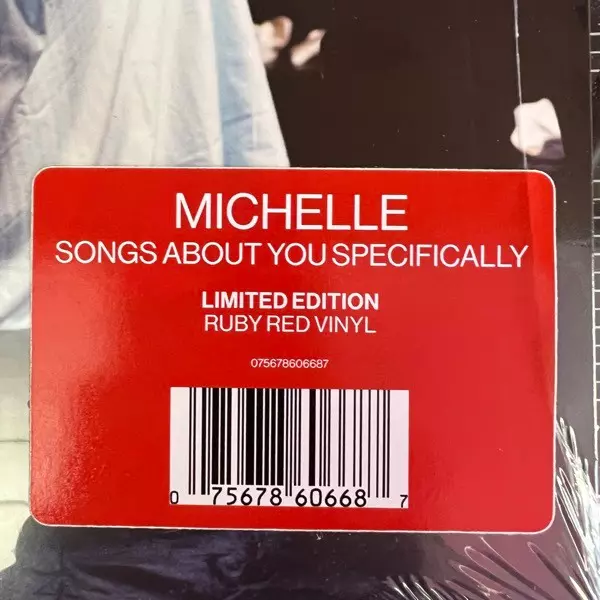 MICHELLE
SONGS ABOUT YOU SPECIFICALLY
LIMITED EDITION
RUBY RED VINYL
075678606687
0 75678 60668 7